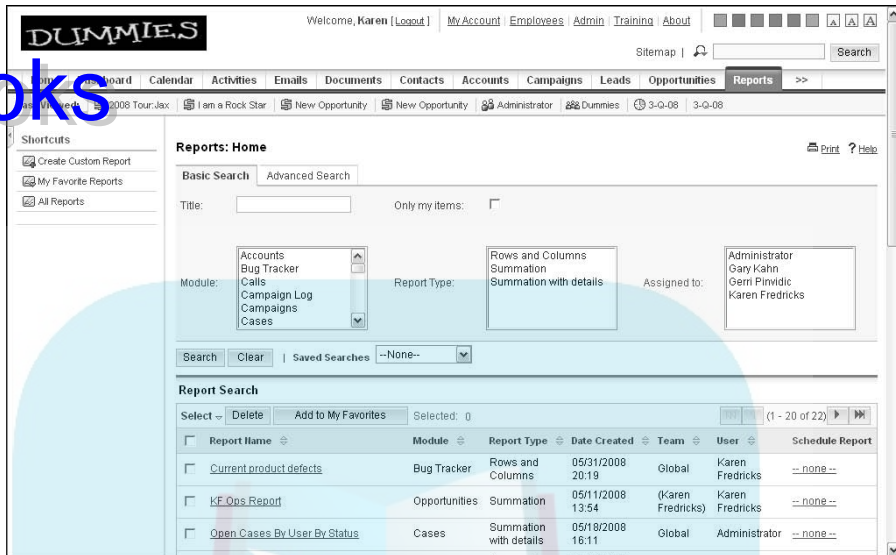 DUMMIES
Welcome, Karen [ Logout ] | My Account | Employees | Admin | Training | About A A A
Sitemap | Search
oks
Dashboard Calendar Activities Emails Documents Contacts Accounts Campaigns Leads Opportunities Reports >>
2008 Tour: Jax I am a Rock Star New Opportunity New Opportunity Administrator Dummies 3-Q-08 3-Q-08
Shortcuts
Create Custom Report
My Favorite Reports
All Reports
Reports: Home
Print ? Help
Basic Search Advanced Search
Title: Only my items:
Module:
Accounts
Bug Tracker
Calls
Campaign Log
Campaigns
Cases
Report Type:
Rows and Columns
Summation
Summation with details
Assigned to:
Administrator
Gary Kahn
Gerri Pinvidic
Karen Fredricks
Search Clear | Saved Searches --None--
Report Search
Select Delete Add to My Favorites Selected: 0 (1 - 20 of 22)
Report Name Module Report Type Date Created Team User Schedule Report
Current product defects Bug Tracker Rows and Columns 05/31/2008 20:19 Global Karen Fredricks -- none --
KF Ops Report Opportunities Summation 05/11/2008 13:54 (Karen Fredricks) Karen Fredricks -- none --
Open Cases By User By Status Cases Summation with details 05/18/2008 16:11 Global Administrator -- none --